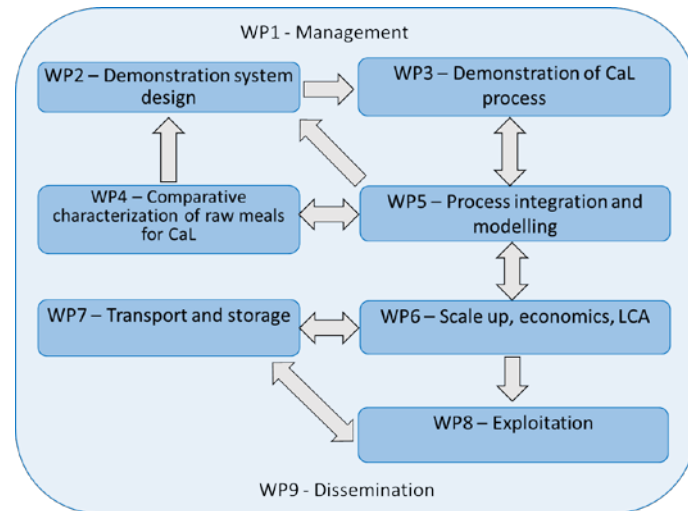 WP1 - Management
WP2 – Demonstration system
design
WP3 – Demonstration of CaL
process
WP4 – Comparative
characterization of raw meals
for CaL
WP5 – Process integration and
modelling
WP7 – Transport and storage
WP6 – Scale up, economics, LCA
WP8 – Exploitation
WP9 - Dissemination